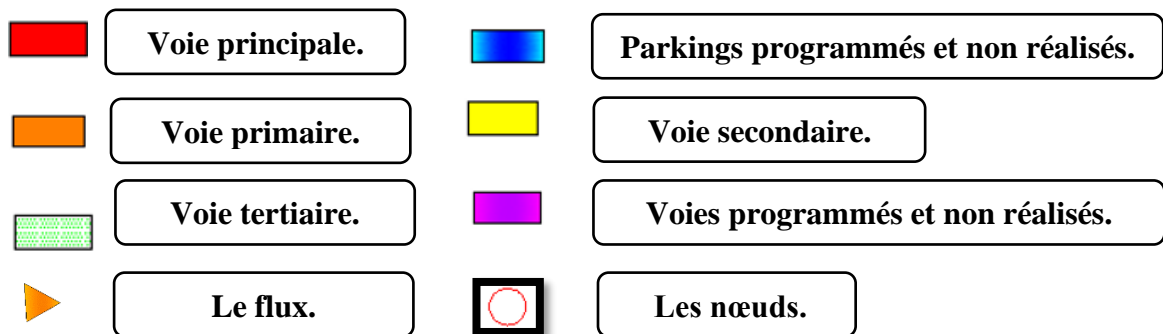 Voie principale.
Parkings programmés et non réalisés.
Voie primaire.
Voie secondaire.
Voie tertiaire.
Voies programmés et non réalisés.
Le flux.
Les nœuds.